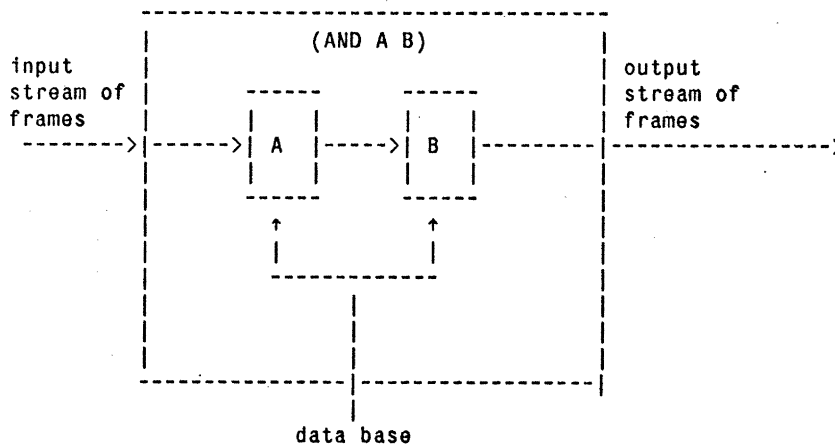 (AND A B)
input
stream of
frames
output
stream of
frames
A
B
data base